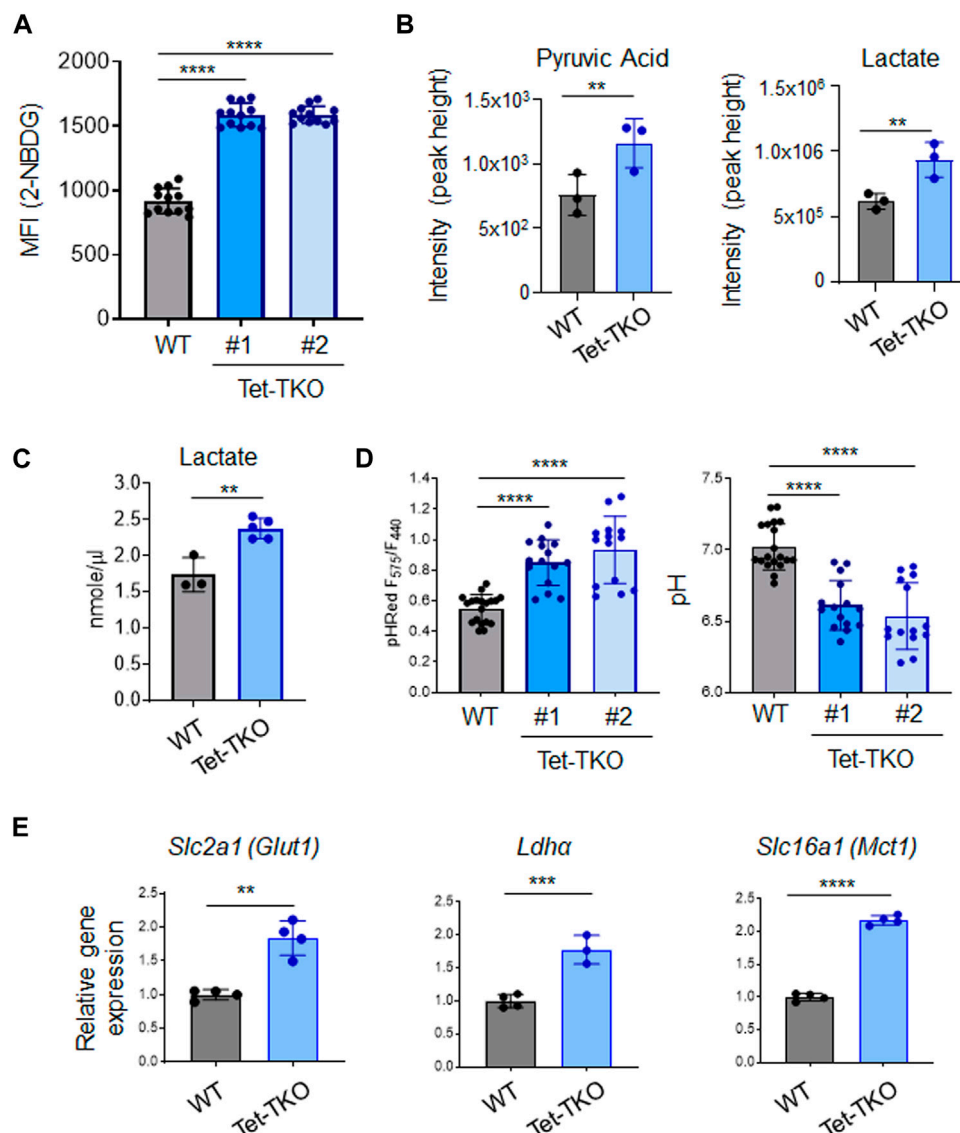 A
MFI (2-NBDG)
2000
1500
1000
500
0
****
****
WT
#1
#2
Tet-TKO
B
Pyruvic Acid
Intensity (peak height)
1.5x10³
1.0x10³
5x10²
0
**
WT
Tet-TKO
Lactate
Intensity (peak height)
1.5x10⁶
1.0x10⁶
5x10⁵
0
**
WT
Tet-TKO
C
Lactate
nmole/µl
3.0
2.5
2.0
1.5
1.0
0.5
0.0
**
WT
Tet-TKO
D
pHRed F₅₇₅/F₄₄₀
1.4
1.2
1.0
0.8
0.6
0.4
0.2
0.0
****
****
WT
#1
#2
Tet-TKO
pH
7.5
7.0
6.5
6.0
****
****
WT
#1
#2
Tet-TKO
E
Slc2a1 (Glut1)
Relative gene
expression
2.5
2.0
1.5
1.0
0.5
0.0
**
WT
Tet-TKO
Ldhα
2.5
2.0
1.5
1.0
0.5
0.0
***
WT
Tet-TKO
Slc16a1 (Mct1)
2.5
2.0
1.5
1.0
0.5
0.0
****
WT
Tet-TKO